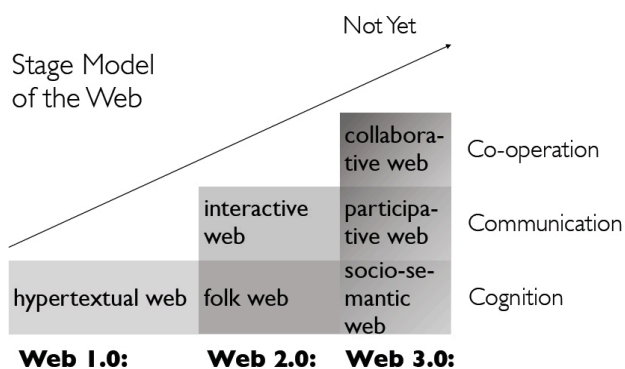 Not Yet
Stage Model
of the Web
collabora-
tive web
Co-operation
interactive
web
participa-
tive web
Communication
hypertextual web
folk web
socio-se-
mantic
web
Cognition
Web 1.0:
Web 2.0:
Web 3.0: